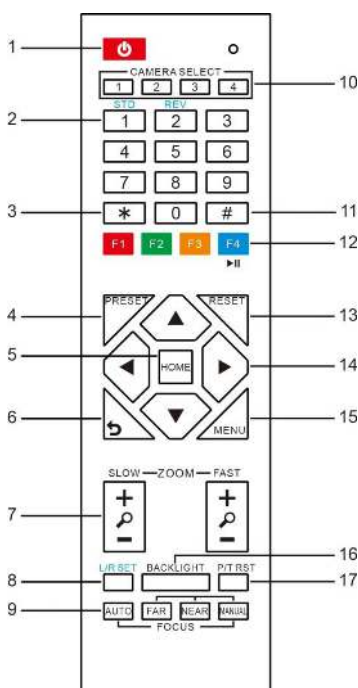 1
CAMERA SELECT
1 2 3 4
10
STD REV
2
1 2 3
4 5 6
7 8 9
3
* 0 #
11
F1 F2 F3 F4
12
4
PRESET RESET
13
5
HOME
14
6
MENU
15
SLOW ZOOM FAST
+ +
7
- -
16
L/R SET BACKLIGHT P/T RST
8
17
9
AUTO FAR NEAR MANUAL
FOCUS